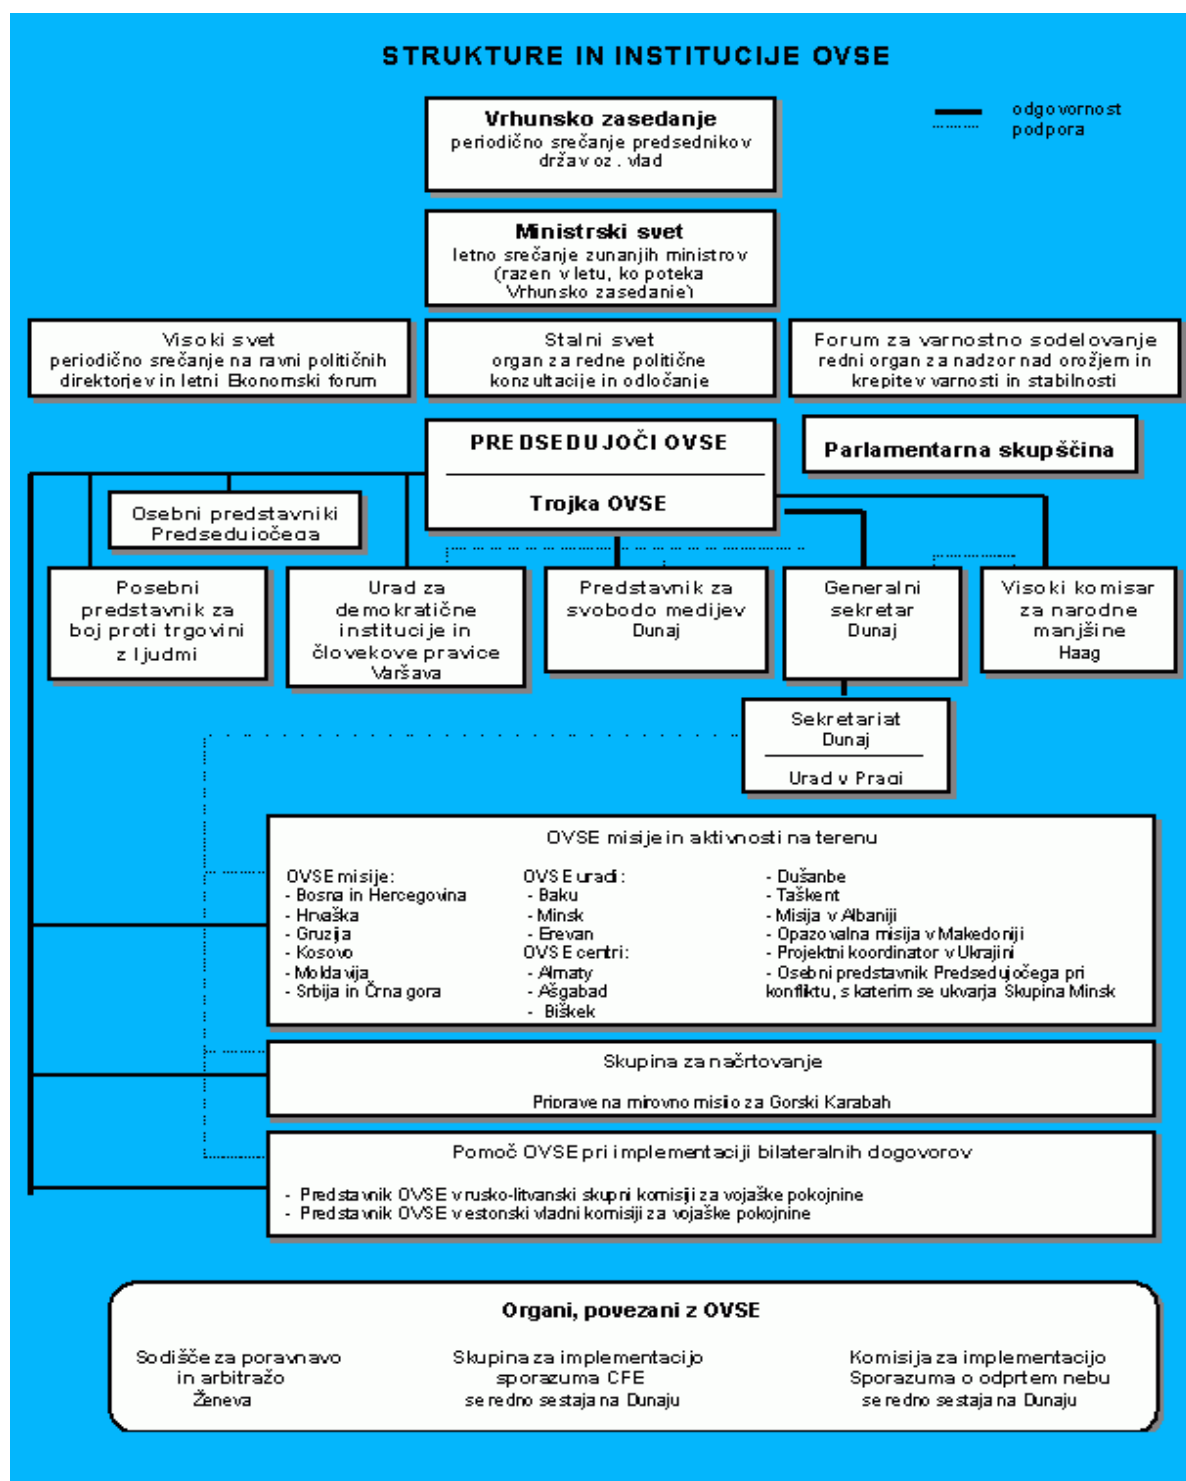 STRUKTURE IN INSTITUCIJE OVSE
odgovornost
podpora
Vrhunsko zasedanje
periodično srečanje predsednikov
držav oz. vlad
Ministrski svet
letno srečanje zunanjih ministrov
(razen v letu, ko poteka
Vrhunsko zasedanje)
Visoki svet
periodično srečanje na ravni političnih
direktorjev in letni Ekonomski forum
Stalni svet
organ za redne politične
konzultacije in odločanje
Forum za varnostno sodelovanje
redni organ za nadzor nad orožjem in
krepitev varnosti in stabilnosti
PREDSEDUJOČI OVSE
Trojka OVSE
Parlamentarna skupščina
Osebni predstavniki
Predsedujočega
Posebni
predstavnik za
boj proti trgovini
z ljudmi
Urad za
demokratične
institucije in
človekove pravice
Varšava
Predstavnik za
svobodo medijev
Dunaj
Generalni
sekretar
Dunaj
Visoki komisar
za narodne
manjšine
Haag
Sekretariat
Dunaj
Urad v Pragi
OVSE misije in aktivnosti na terenu
OVSE misije:
- Bosna in Hercegovina
- Hrvaška
- Gruzija
- Kosovo
- Moldavija
- Srbija in Črna gora
OVSE uradi:
- Baku
- Minsk
- Erevan
OVSE centri:
- Almaty
- Ašgabad
- Biškek
- Dušanbe
- Taškent
- Misija v Albaniji
- Opazovalna misija v Makedoniji
- Projektni koordinator v Ukrajini
- Osebni predstavnik Predsedujočega pri
konfliktu, s katerim se ukvarja Skupina Minsk
Skupina za načrtovanje
Priprave na mirovno misijo za Gorski Karabah
Pomoč OVSE pri implementaciji bilateralnih dogovorov
- Predstavnik OVSE v rusko-litvanski skupni komisiji za vojaške pokojnine
- Predstavnik OVSE v estonski vladni komisiji za vojaške pokojnine
Organi, povezani z OVSE
Sodišče za poravnavo
in arbitražo
Ženeva
Skupina za implementacijo
sporazuma CFE
se redno sestaja na Dunaju
Komisija za implementacijo
Sporazuma o odprtem nebu
se redno sestaja na Dunaju